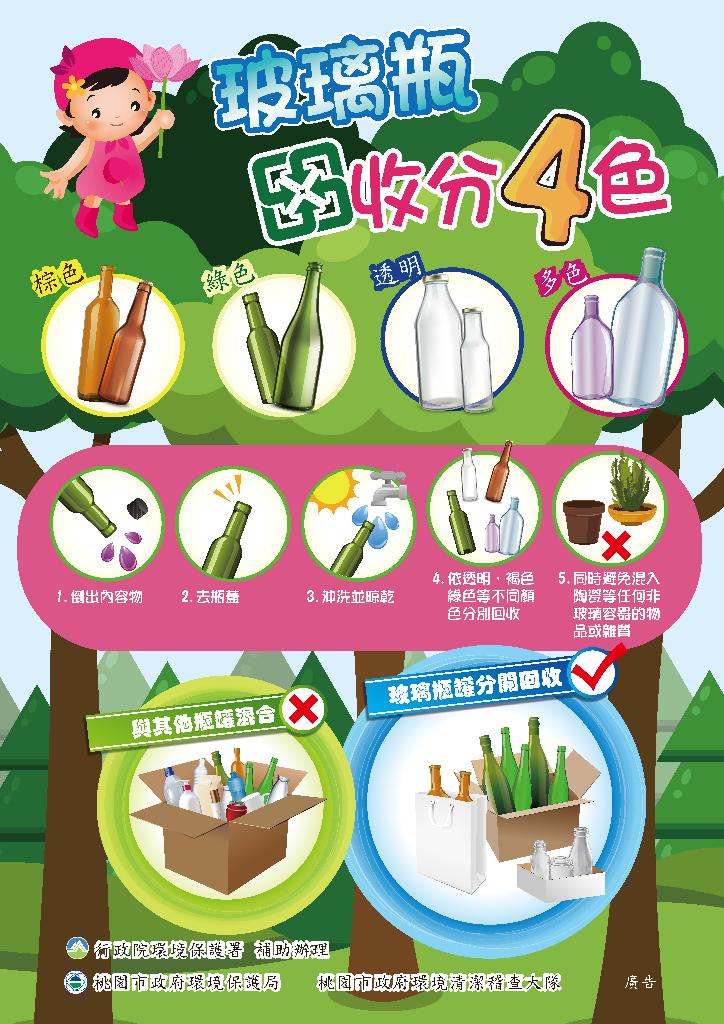 玻璃瓶
回收分4色
棕色
綠色
透明
多色
1.倒出內容物
2.去瓶蓋
3.沖洗並晾乾
4.依透明、褐色
綠色等不同顏
色分別回收
5.同時避免混入
陶瓷等任何非
玻璃容器的物
品或雜質
與其他瓶罐混合
玻璃瓶罐分開回收
行政院環境保護署 補助辦理
桃園市政府環境保護局 桃園市政府環境清潔稽查大隊
廣告